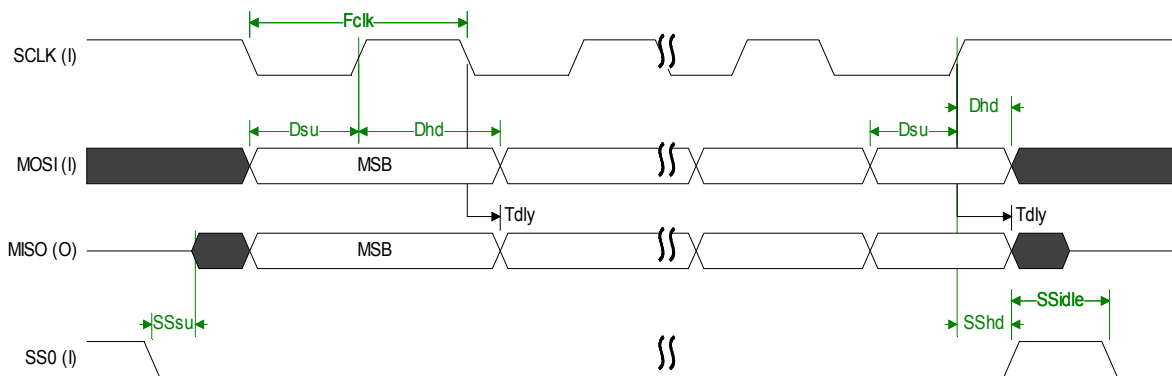 Fclk
SCLK (I)
Dhd
Dsu Dhd Dsu
MOSI (I) MSB
Tdly Tdly
MISO (O) MSB
SSidle
SSsu SShd
SS0 (I)